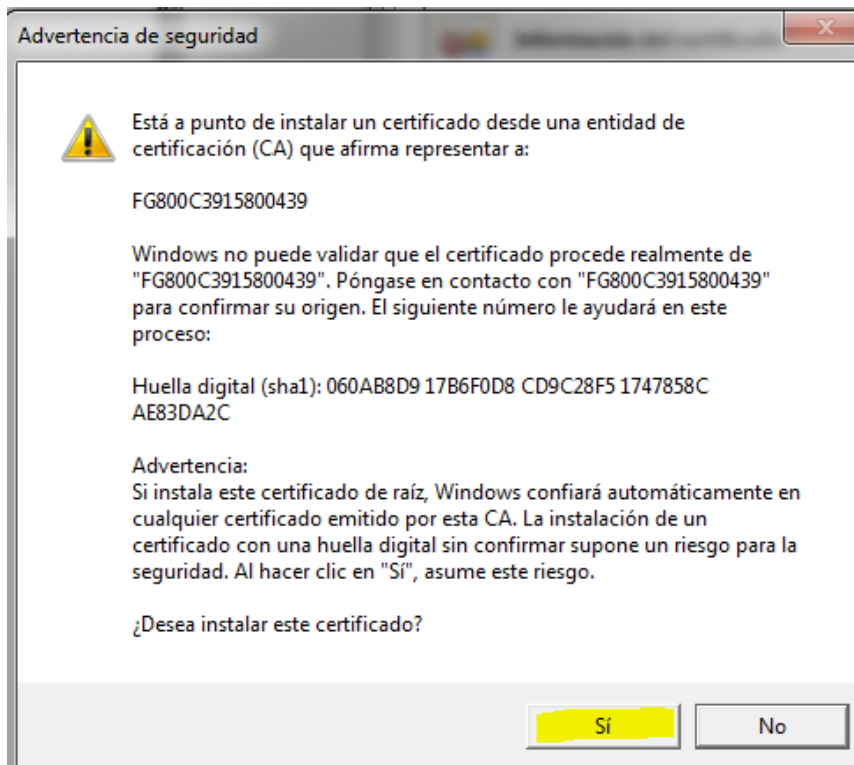 Advertencia de seguridad
Está a punto de instalar un certificado desde una entidad de
certificación (CA) que afirma representar a:
FG800C3915800439
Windows no puede validar que el certificado procede realmente de
"FG800C3915800439". Póngase en contacto con "FG800C3915800439"
para confirmar su origen. El siguiente número le ayudará en este
proceso:
Huella digital (sha1): 060AB8D9 17B6F0D8 CD9C28F5 1747858C
AE83DA2C
Advertencia:
Si instala este certificado de raíz, Windows confiará automáticamente en
cualquier certificado emitido por esta CA. La instalación de un
certificado con una huella digital sin confirmar supone un riesgo para la
seguridad. Al hacer clic en "Sí", asume este riesgo.
¿Desea instalar este certificado?
Sí
No